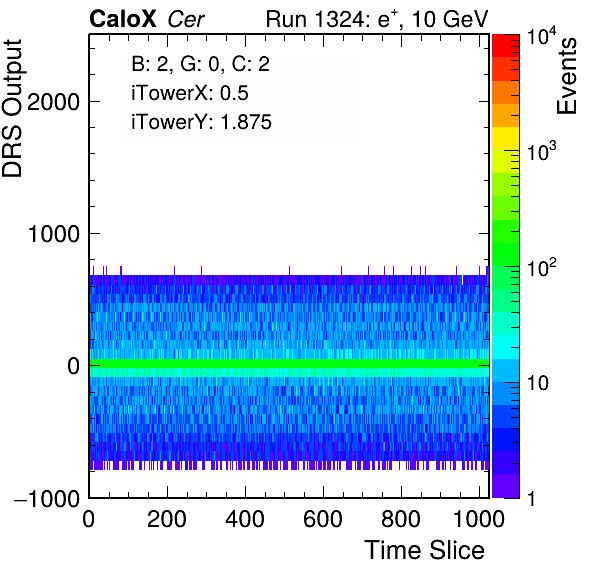 CaloX Cer
Run 1324: e+, 10 GeV
B: 2, G: 0, C: 2
iTowerX: 0.5
iTowerY: 1.875
DRS Output
2000
1000
0
−1000
0
200
400
600
800
1000
Time Slice
Events
10⁴
10³
10²
10
1